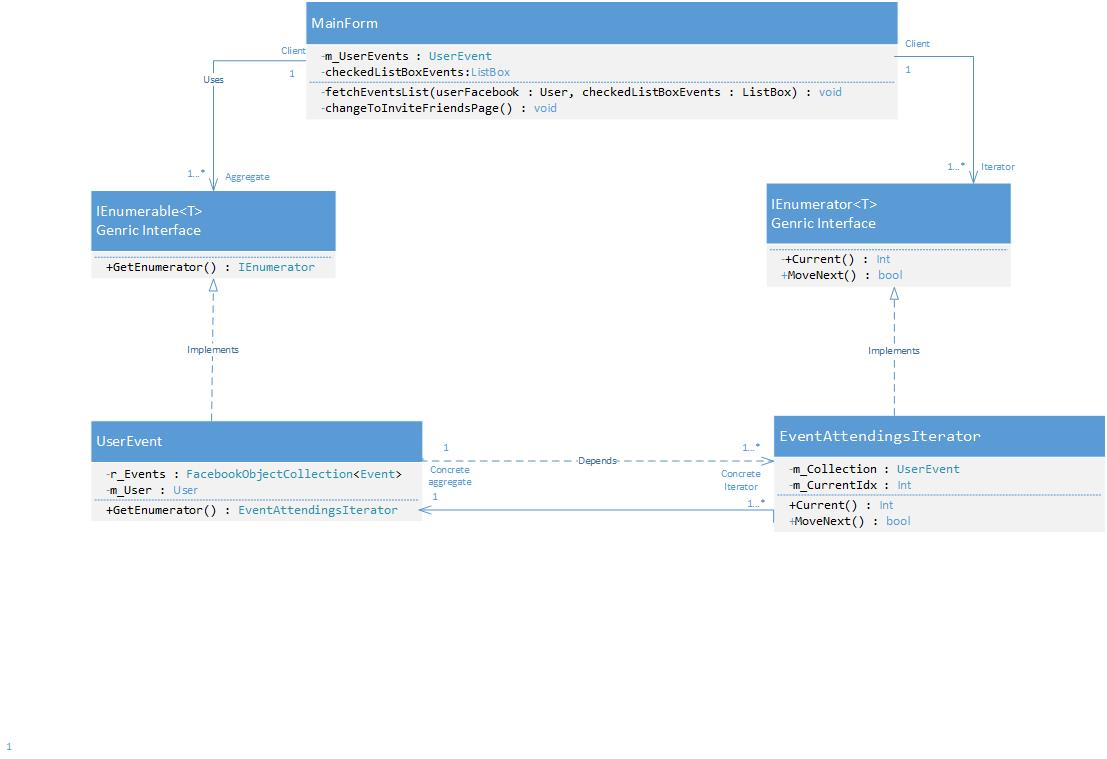 MainForm
-m_UserEvents : UserEvent
-checkedListBoxEvents:ListBox
-fetchEventsList(userFacebook : User, checkedListBoxEvents : ListBox) : void
-changeToInviteFriendsPage() : void
Client
1
Uses
1...*
Aggregate
Client
1
1...*
Iterator
IEnumerable<T>
Genric Interface
+GetEnumerator() : IEnumerator
IEnumerator<T>
Genric Interface
-+Current() : Int
+MoveNext() : bool
Implements
Implements
UserEvent
-r_Events : FacebookObjectCollection<Event>
-m_User : User
+GetEnumerator() : EventAttendingsIterator
1
Depends
1...*
Concrete
aggregate
1
Concrete
Iterator
1...*
EventAttendingsIterator
-m_Collection : UserEvent
-m_CurrentIdx : Int
+Current() : Int
+MoveNext() : bool
1